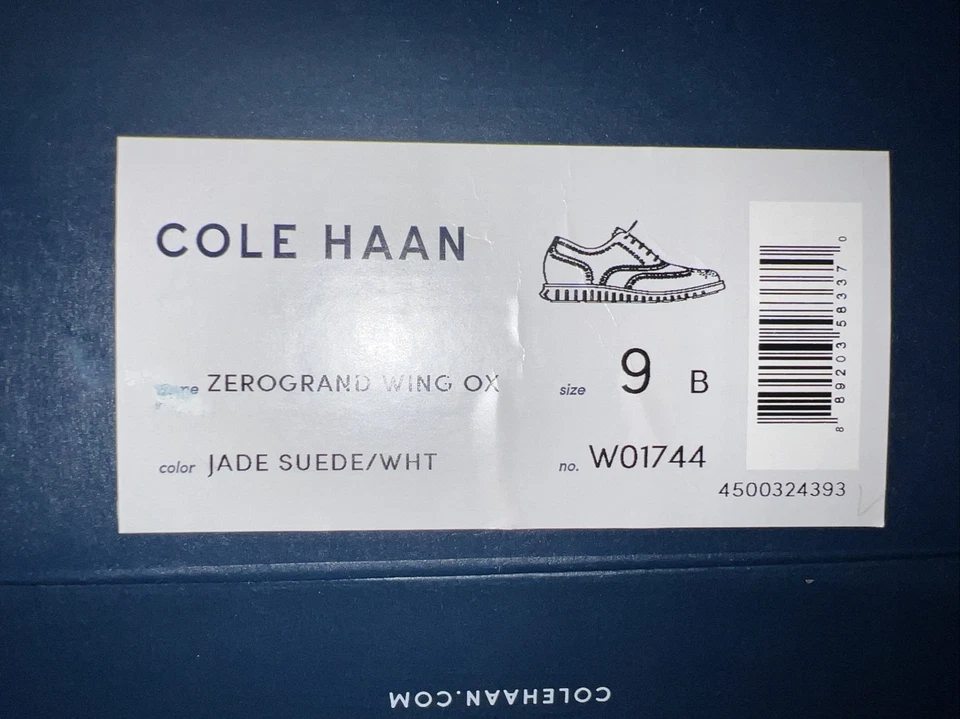 COLE HAAN
ZEROGRAND WING OX
size 9 B
color JADE SUEDE/WHT
no. W01744
8 89203 58337 0
4500324393
COLEHAAN.COM